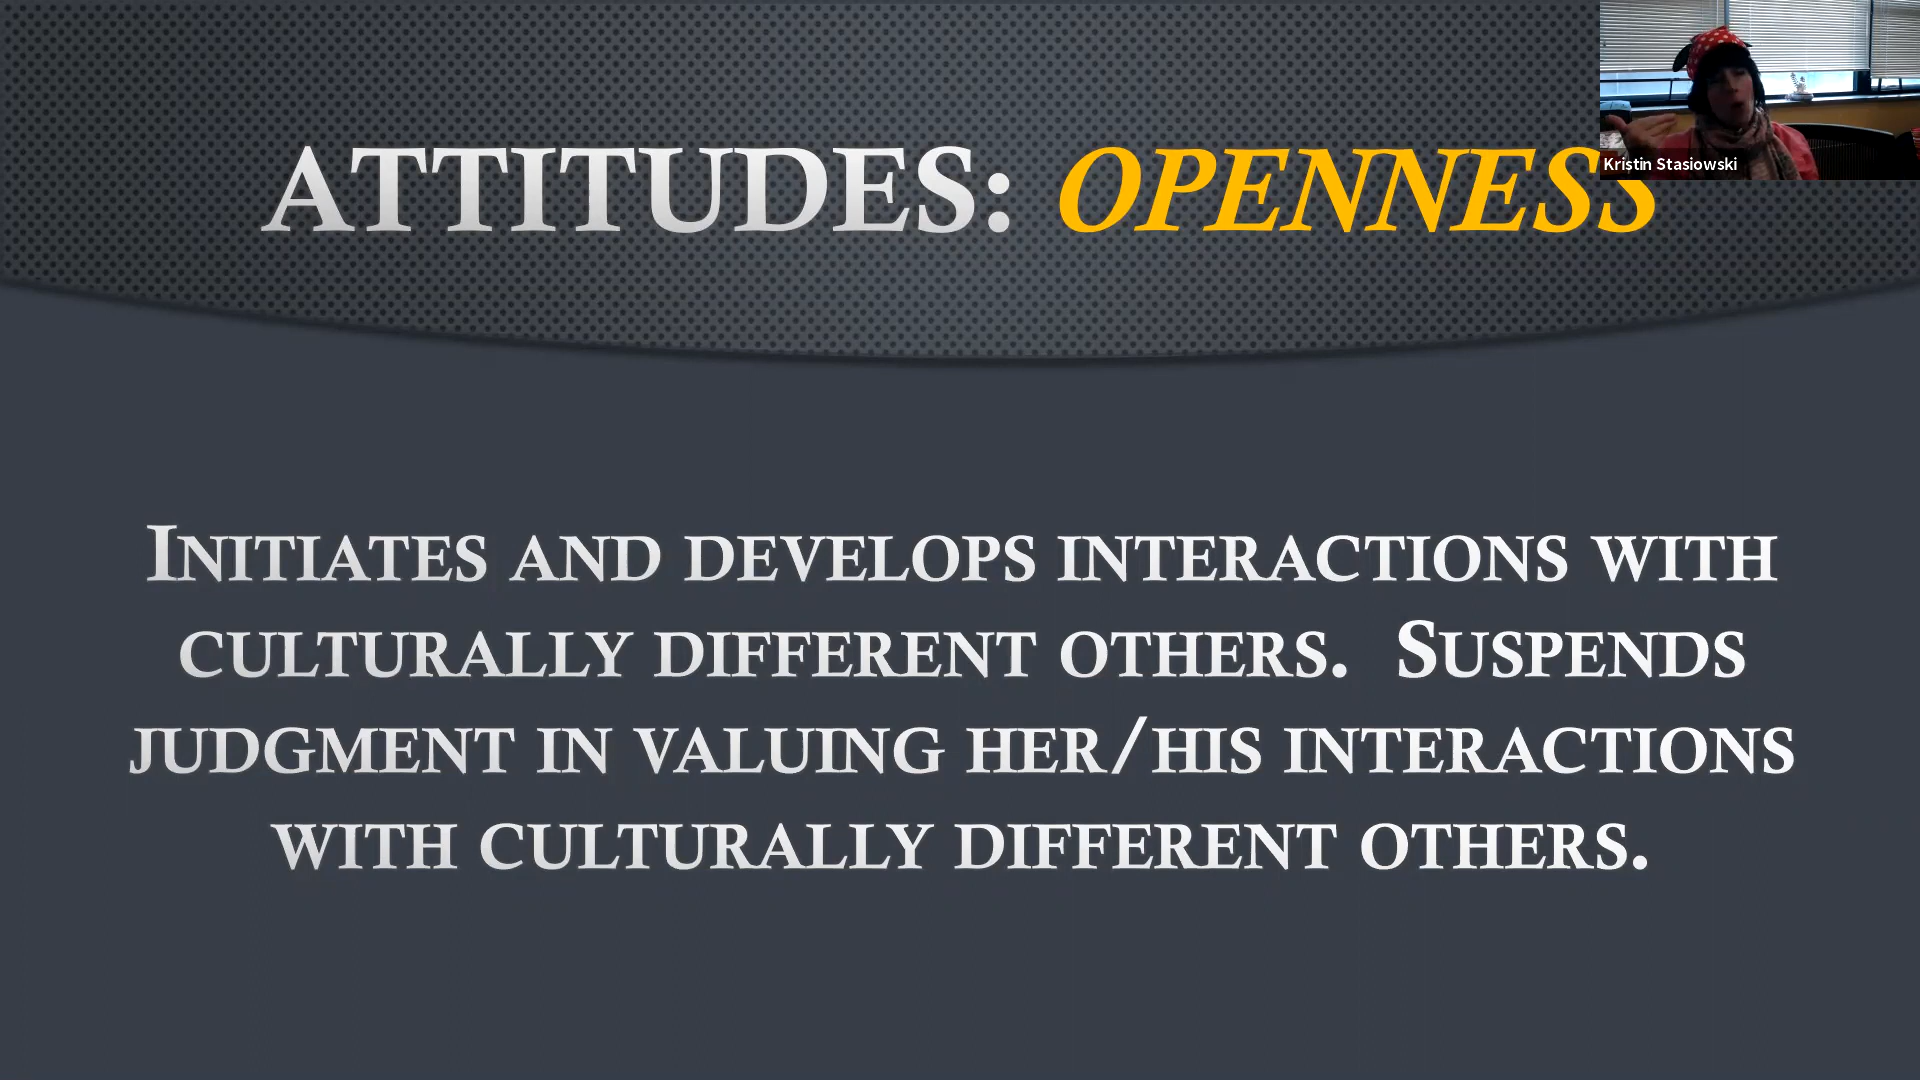 ATTITUDES: OPENNESS
Kristin Stasiowski
INITIATES AND DEVELOPS INTERACTIONS WITH
CULTURALLY DIFFERENT OTHERS. SUSPENDS
JUDGMENT IN VALUING HER/HIS INTERACTIONS
WITH CULTURALLY DIFFERENT OTHERS.